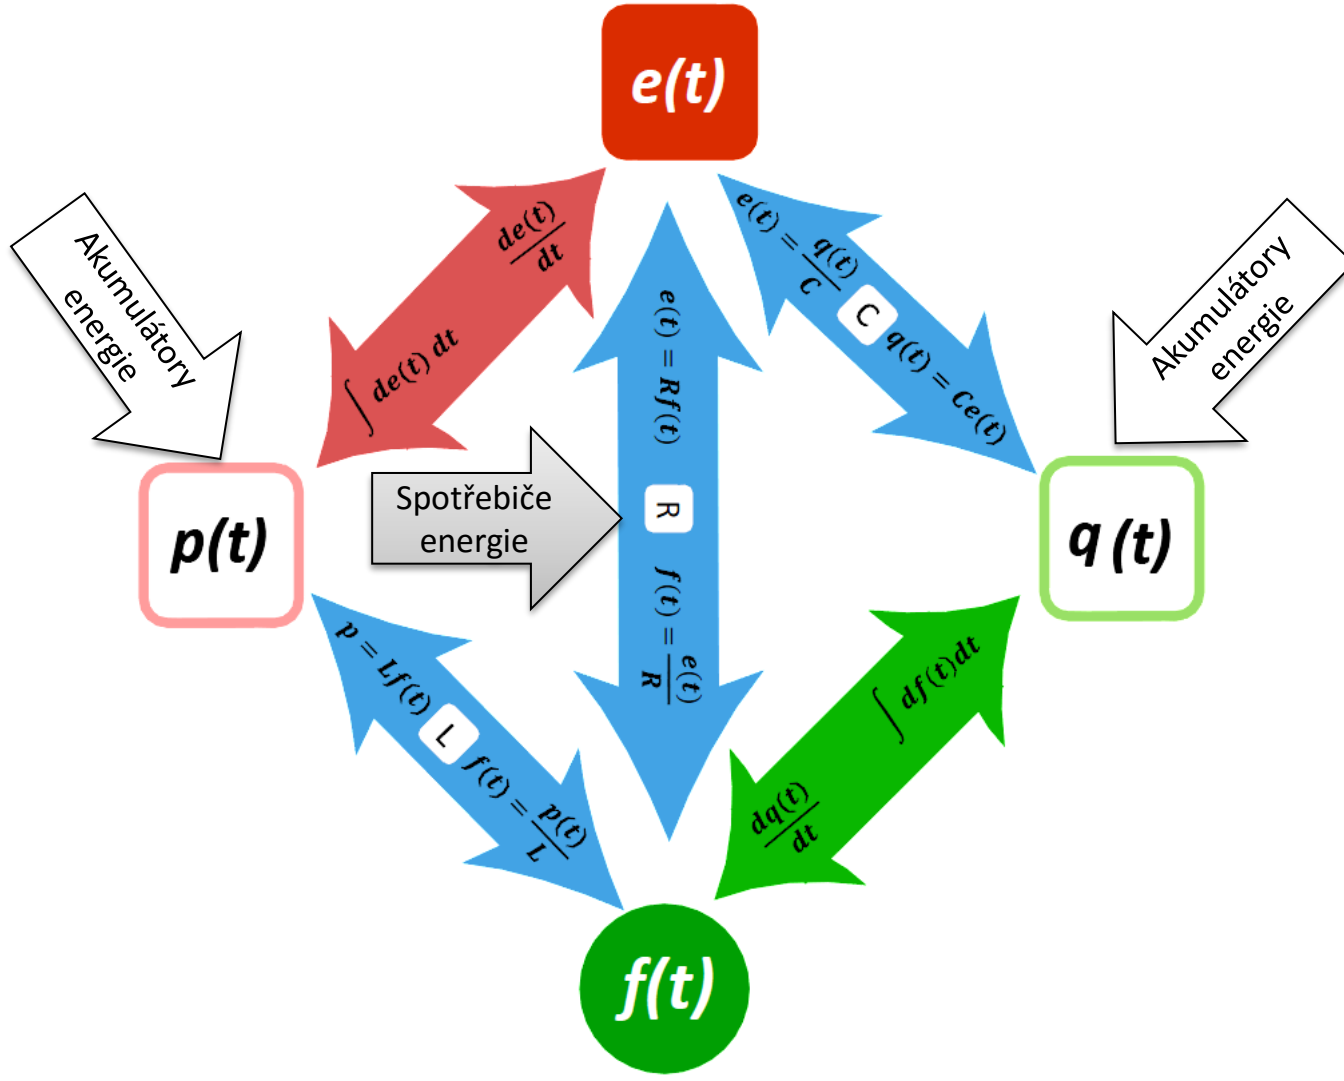 e(t)
Akumulátory
energie
de(t)/dt
∫ de(t) dt
e(t) = q(t)/C
C
q(t) = Ce(t)
Akumulátory
energie
e(t) = Rf(t)
R
f(t) = e(t)/R
p(t)
Spotřebiče
energie
q (t)
p = Lf(t)
L
f(t) = p(t)/L
∫ df(t)dt
dq(t)/dt
f(t)